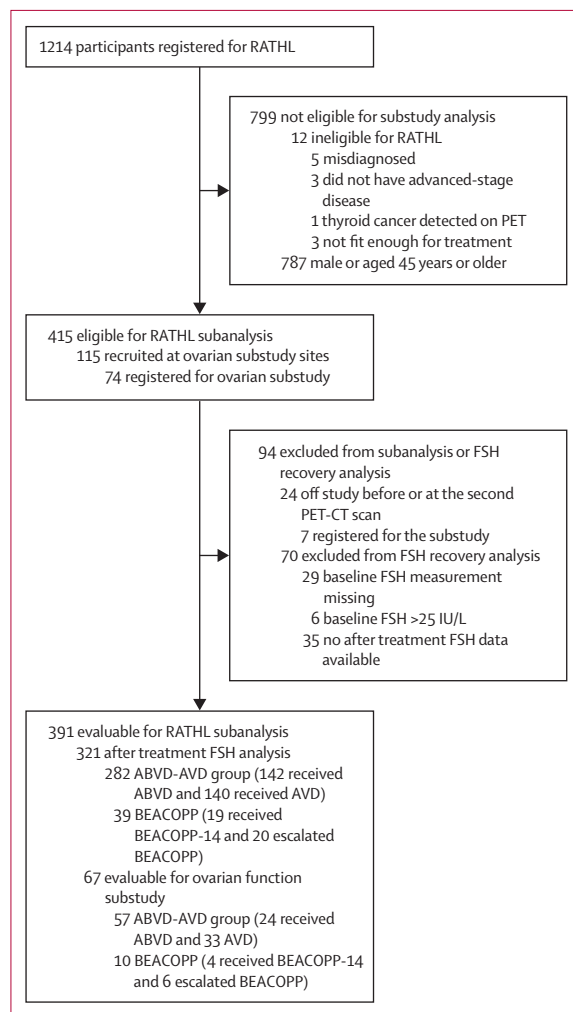 1214 participants registered for RATHL
799 not eligible for substudy analysis
12 ineligible for RATHL
5 misdiagnosed
3 did not have advanced-stage
disease
1 thyroid cancer detected on PET
3 not fit enough for treatment
787 male or aged 45 years or older
415 eligible for RATHL subanalysis
115 recruited at ovarian substudy sites
74 registered for ovarian substudy
94 excluded from subanalysis or FSH
recovery analysis
24 off study before or at the second
PET-CT scan
7 registered for the substudy
70 excluded from FSH recovery analysis
29 baseline FSH measurement
missing
6 baseline FSH >25 IU/L
35 no after treatment FSH data
available
391 evaluable for RATHL subanalysis
321 after treatment FSH analysis
282 ABVD-AVD group (142 received
ABVD and 140 received AVD)
39 BEACOPP (19 received
BEACOPP-14 and 20 escalated
BEACOPP)
67 evaluable for ovarian function
substudy
57 ABVD-AVD group (24 received
ABVD and 33 AVD)
10 BEACOPP (4 received BEACOPP-14
and 6 escalated BEACOPP)